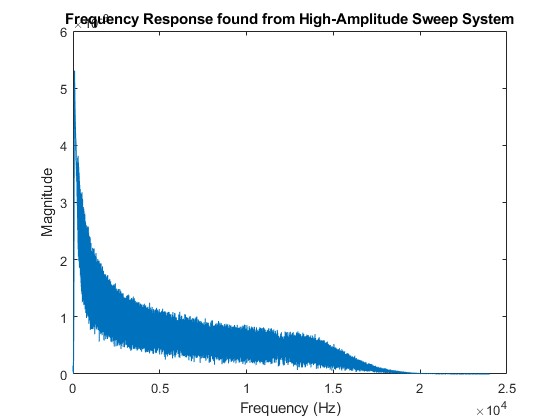 Frequency Response found from High-Amplitude Sweep System
6
5
4
3
2
1
0
Magnitude
0 0.5 1 1.5 2 2.5
Frequency (Hz)
×10⁴